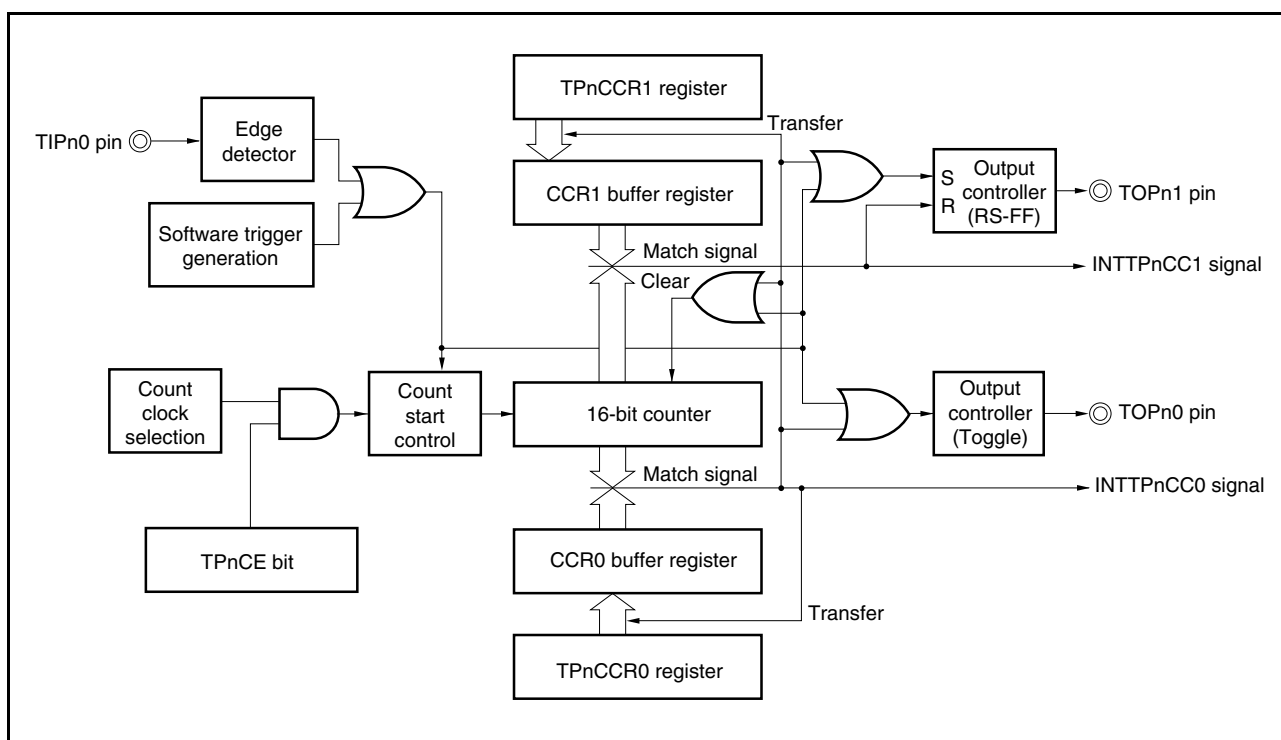 TPnCCR1 register
TIPn0 pin
Edge
detector
Transfer
CCR1 buffer register
S
R
Output
controller
(RS-FF)
TOPn1 pin
Software trigger
generation
Match signal
INTTPnCC1 signal
Clear
Count
clock
selection
Count
start
control
16-bit counter
Output
controller
(Toggle)
TOPn0 pin
Match signal
INTTPnCC0 signal
TPnCE bit
CCR0 buffer register
Transfer
TPnCCR0 register